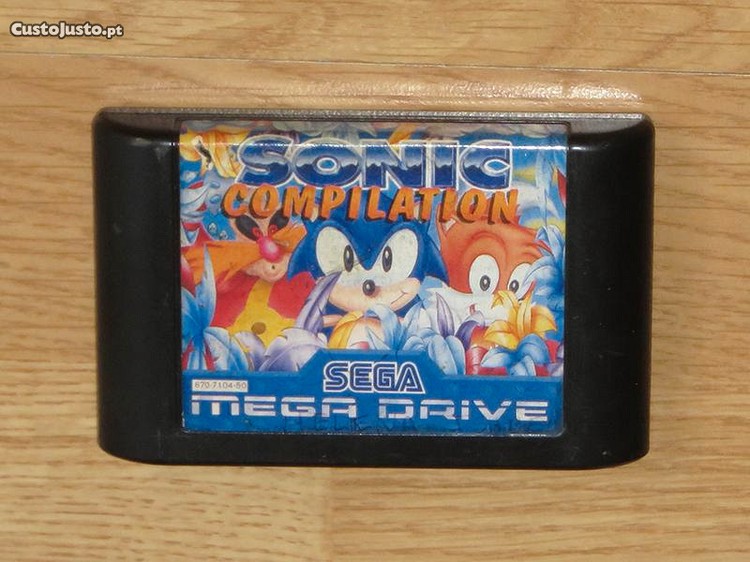 CustoJusto.pt
SONIC
COMPILATION
SEGA
670-7104-50
MEGA DRIVE